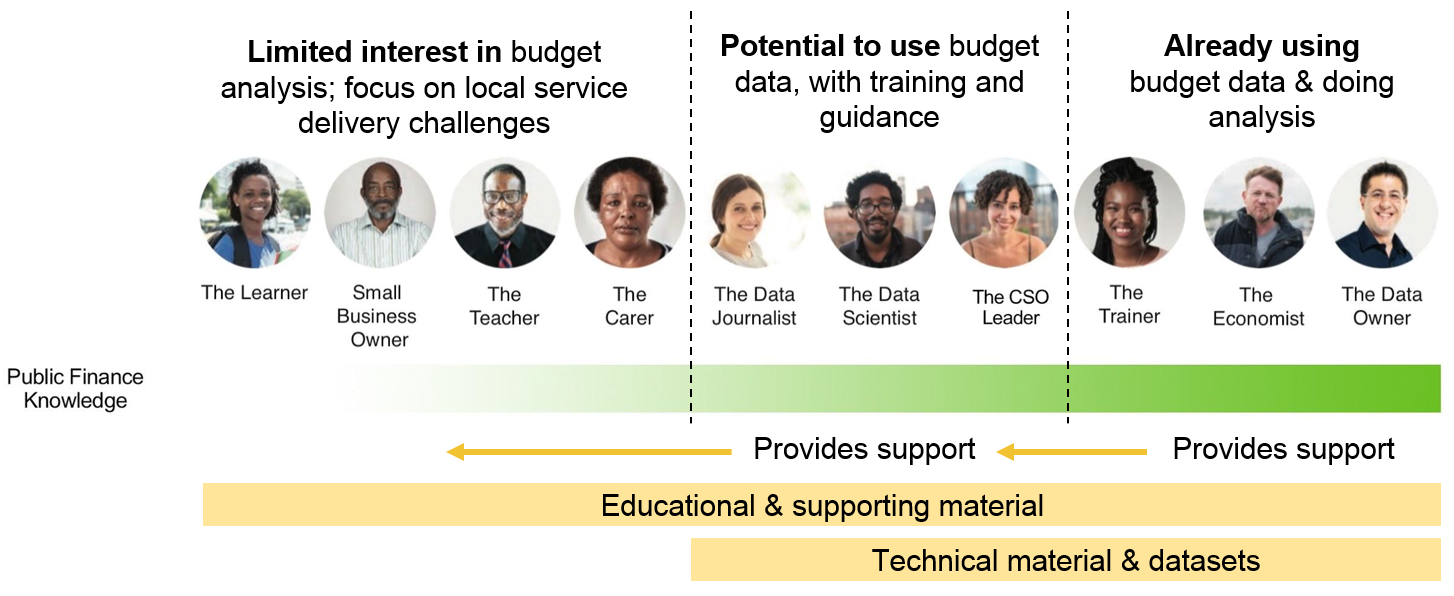 Limited interest in budget
analysis; focus on local service
delivery challenges
Potential to use budget
data, with training and
guidance
Already using
budget data & doing
analysis
The Learner
Small
Business
Owner
The
Teacher
The
Carer
The Data
Journalist
The Data
Scientist
The CSO
Leader
The
Trainer
The
Economist
The Data
Owner
Public Finance
Knowledge
Provides support
Provides support
Educational & supporting material
Technical material & datasets